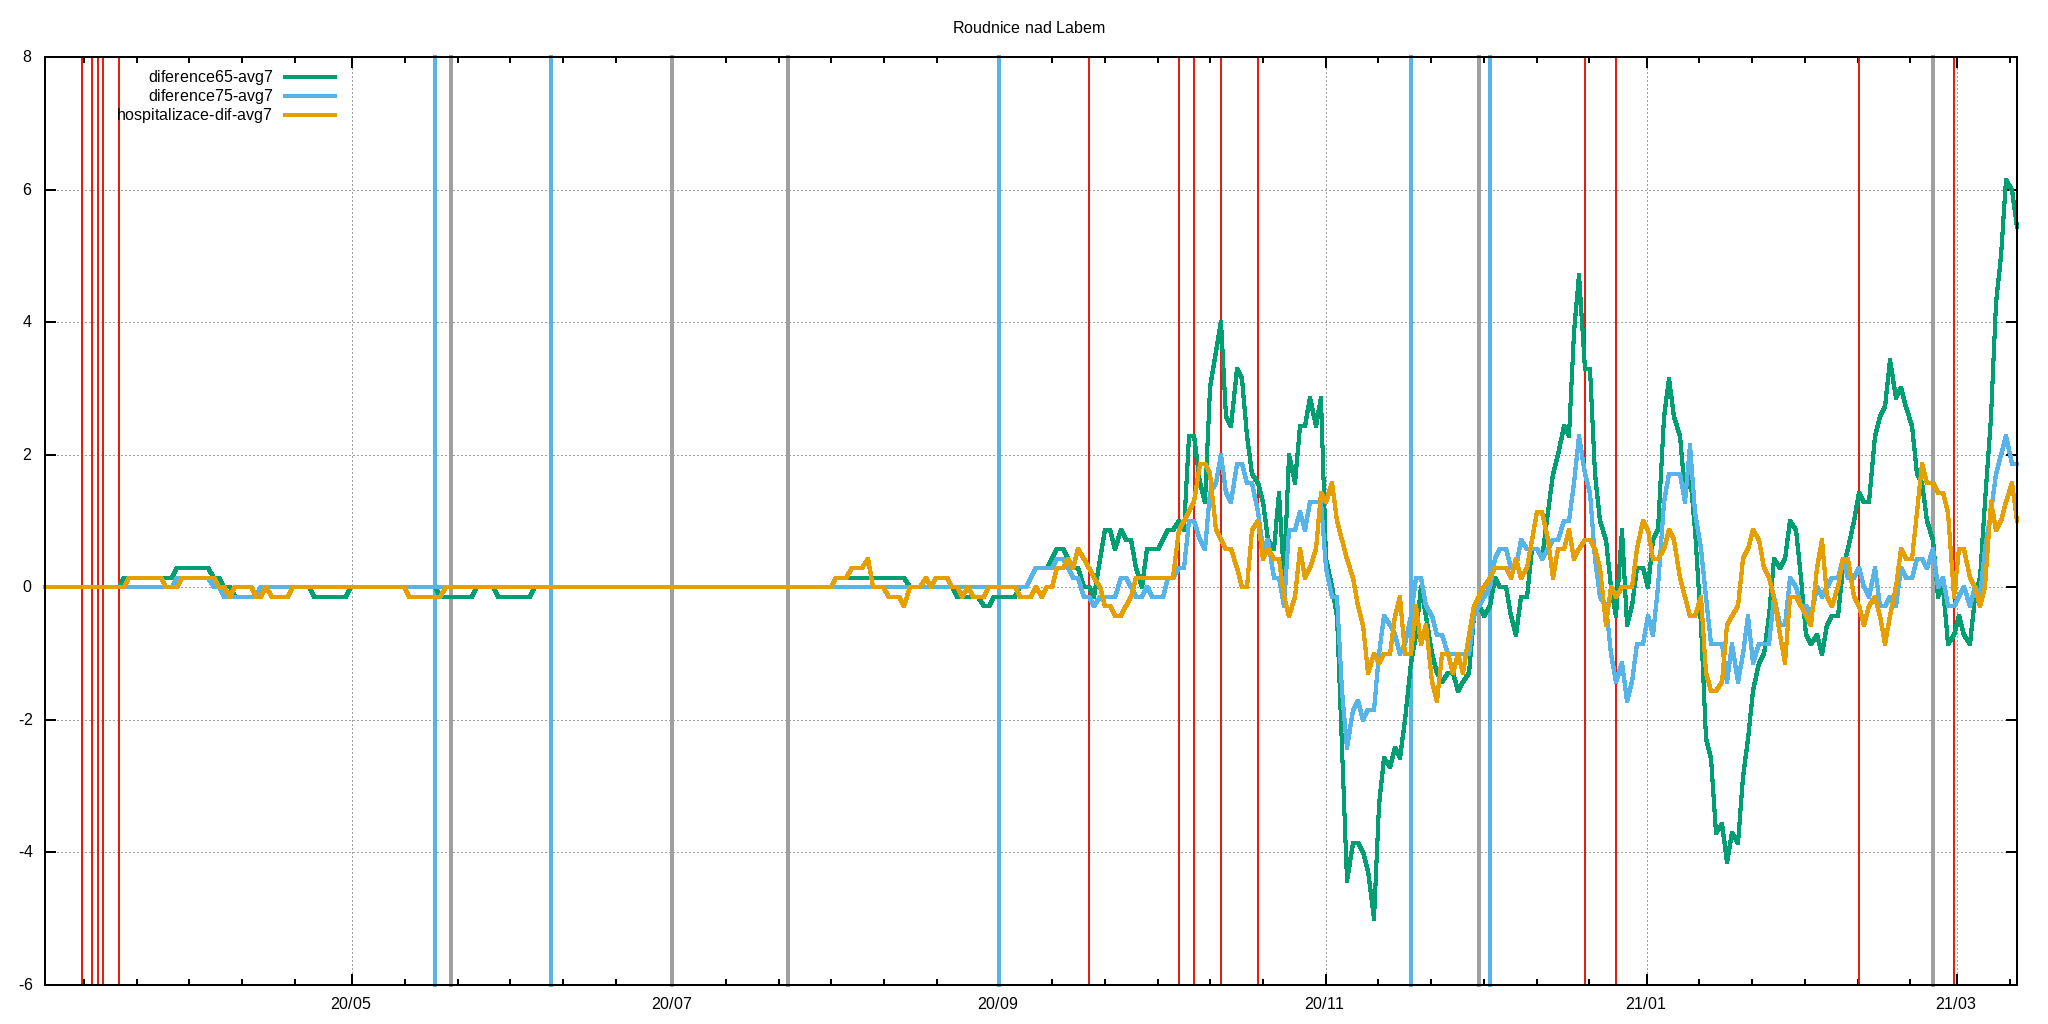 Roudnice nad Labem
8
diference65-avg7
diference75-avg7
hospitalizace-dif-avg7
6
4
2
0
-2
-4
-6
20/05 20/07 20/09 20/11 21/01 21/03